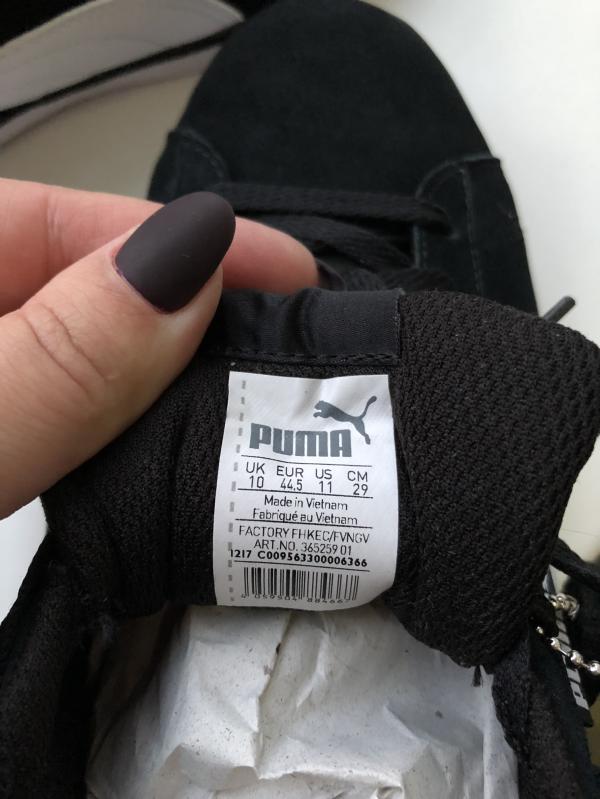 PUMA
UK EUR US CM
10 44,5 11 29
Made in Vietnam
Fabriqué au Vietnam
FACTORY FHKEC/FVNGV
ART.NO. 365259 01
1217 C009563300006366